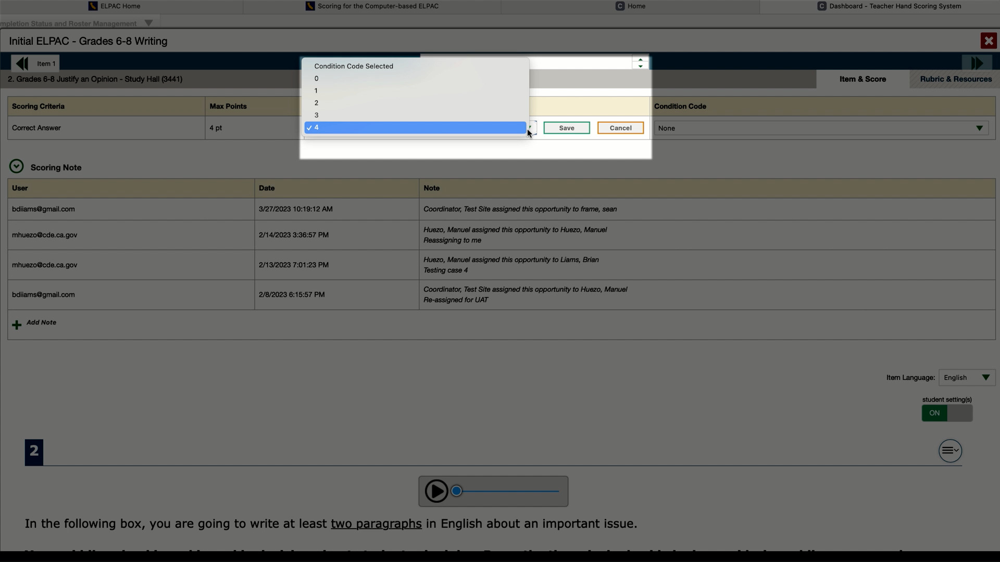 ELPAC Home
Scoring for the Computer-based ELPAC
Home
Dashboard - Teacher Hand Scoring System
mpletion Status and Roster Management
Initial ELPAC - Grades 6-8 Writing
Item 1
2. Grades 6-8 Justify an Opinion - Study Hall (3441)
Item & Score
Rubric & Resources
Condition Code Selected
0
1
2
3
4
Scoring Criteria
Max Points
Condition Code
Correct Answer
4 pt
Save
Cancel
None
Scoring Note
User
Date
Note
bdiiams@gmail.com
3/27/2023 10:19:12 AM
Coordinator, Test Site assigned this opportunity to frame, sean
mhuezo@cde.ca.gov
2/14/2023 3:36:57 PM
Huezo, Manuel assigned this opportunity to Huezo, Manuel
Reassigning to me
mhuezo@cde.ca.gov
2/13/2023 7:01:23 PM
Huezo, Manuel assigned this opportunity to Liams, Brian
Testing case 4
bdiiams@gmail.com
2/8/2023 6:15:57 PM
Coordinator, Test Site assigned this opportunity to Huezo, Manuel
Re-assigned for UAT
Add Note
Item Language:
English
student setting(s)
ON
2
In the following box, you are going to write at least two paragraphs in English about an important issue.